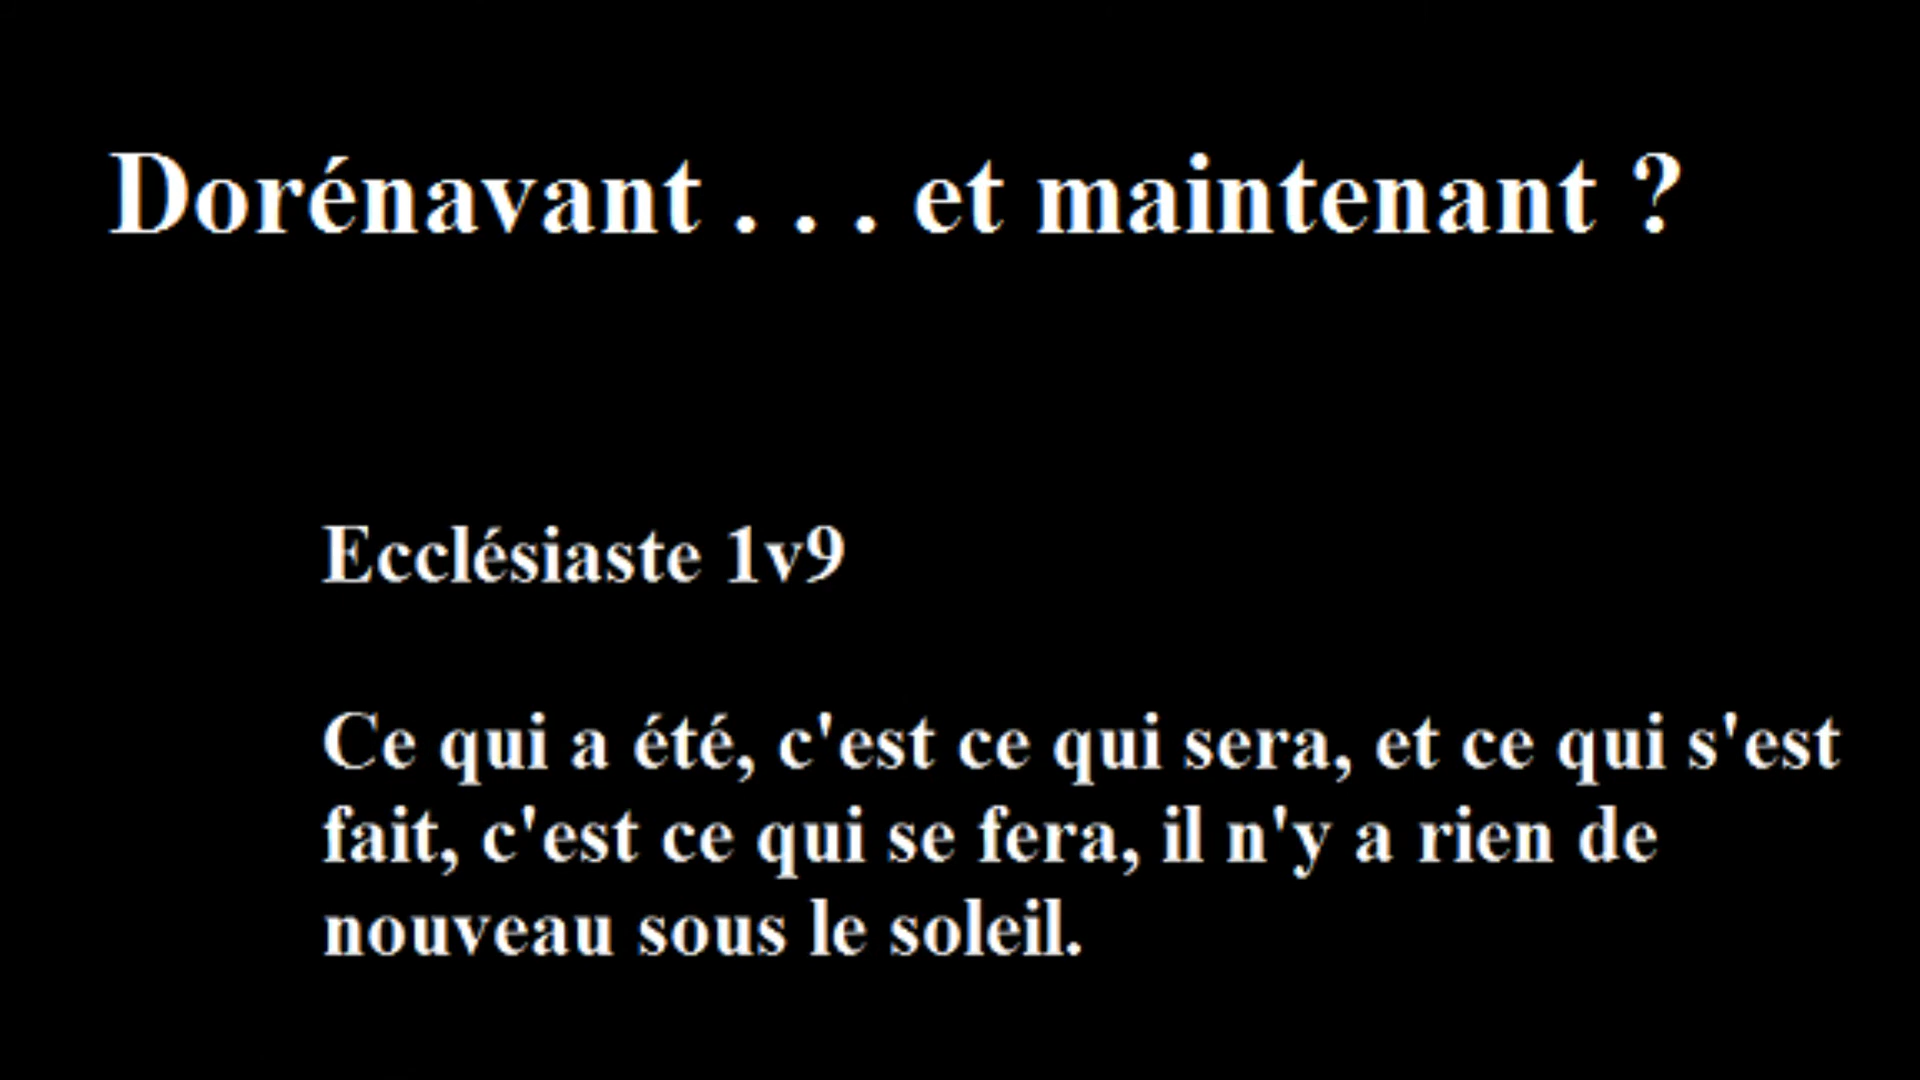 Dorénavant . . . et maintenant ?
Ecclésiaste 1v9
Ce qui a été, c'est ce qui sera, et ce qui s'est
fait, c'est ce qui se fera, il n'y a rien de
nouveau sous le soleil.